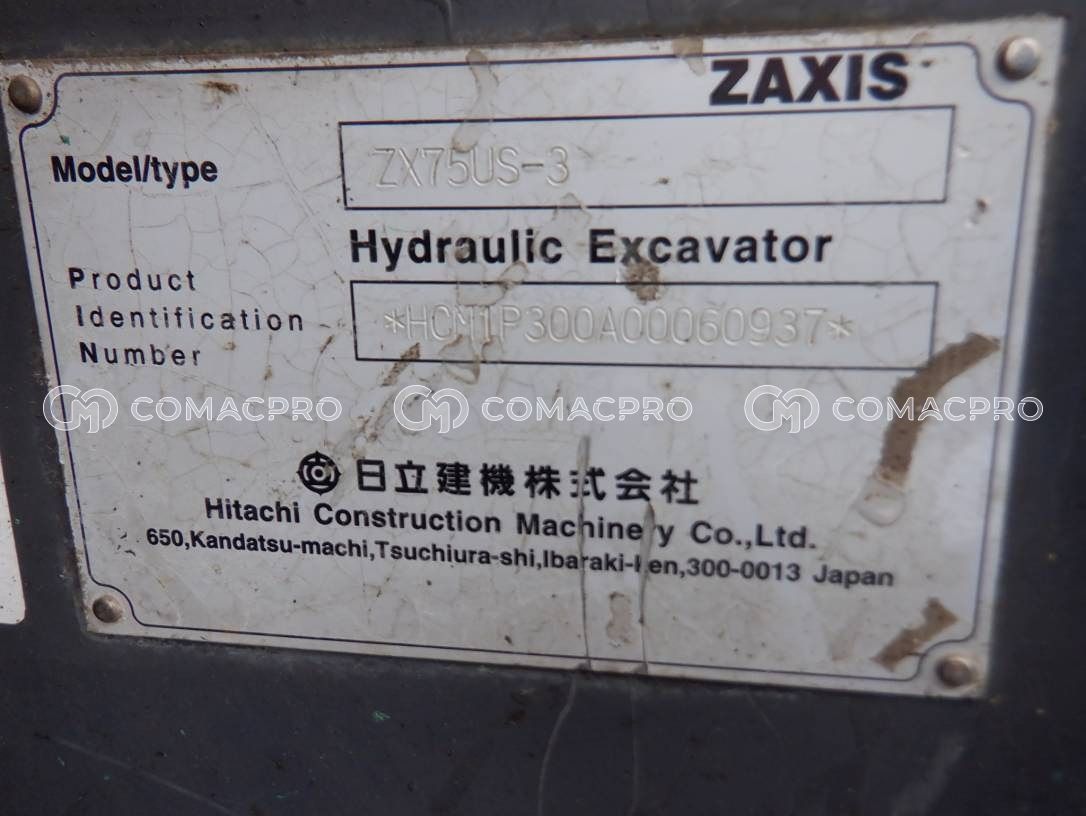 ZAXIS
Model/type ZX75US-3
Hydraulic Excavator
Product
Identification
Number
*HCM1P300A00060937*
COMACPRO COMACPRO COMACPRO
日立建機株式会社
Hitachi Construction Machinery Co.,Ltd.
650,Kandatsu-machi,Tsuchiura-shi,Ibaraki-ken,300-0013 Japan